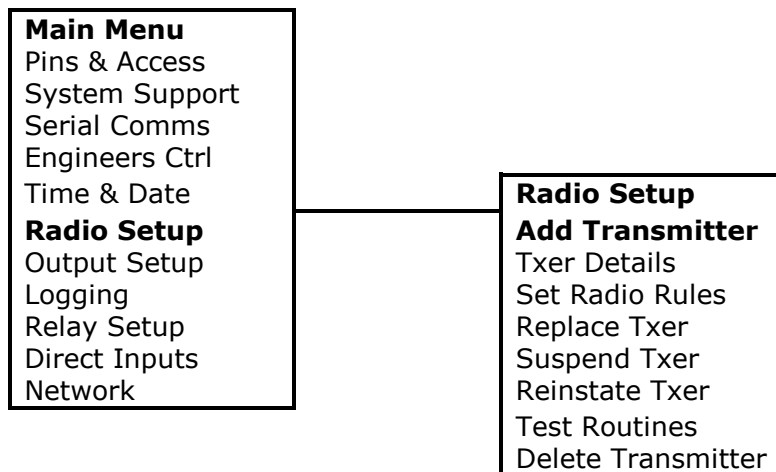 Main Menu
Pins & Access
System Support
Serial Comms
Engineers Ctrl
Time & Date
Radio Setup
Output Setup
Logging
Relay Setup
Direct Inputs
Network
Radio Setup
Add Transmitter
Txer Details
Set Radio Rules
Replace Txer
Suspend Txer
Reinstate Txer
Test Routines
Delete Transmitter